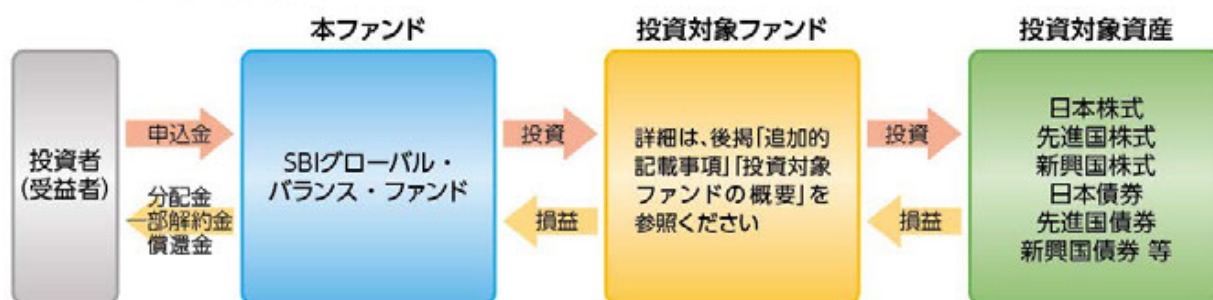 本ファンド
投資対象ファンド
投資対象資産
投資者
(受益者)
申込金
分配金
一部解約金
償還金
SBIグローバル・
バランス・ファンド
投資
損益
詳細は、後掲「追加的
記載事項」「投資対象
ファンドの概要」を
参照ください
投資
損益
日本株式
先進国株式
新興国株式
日本債券
先進国債券
新興国債券 等